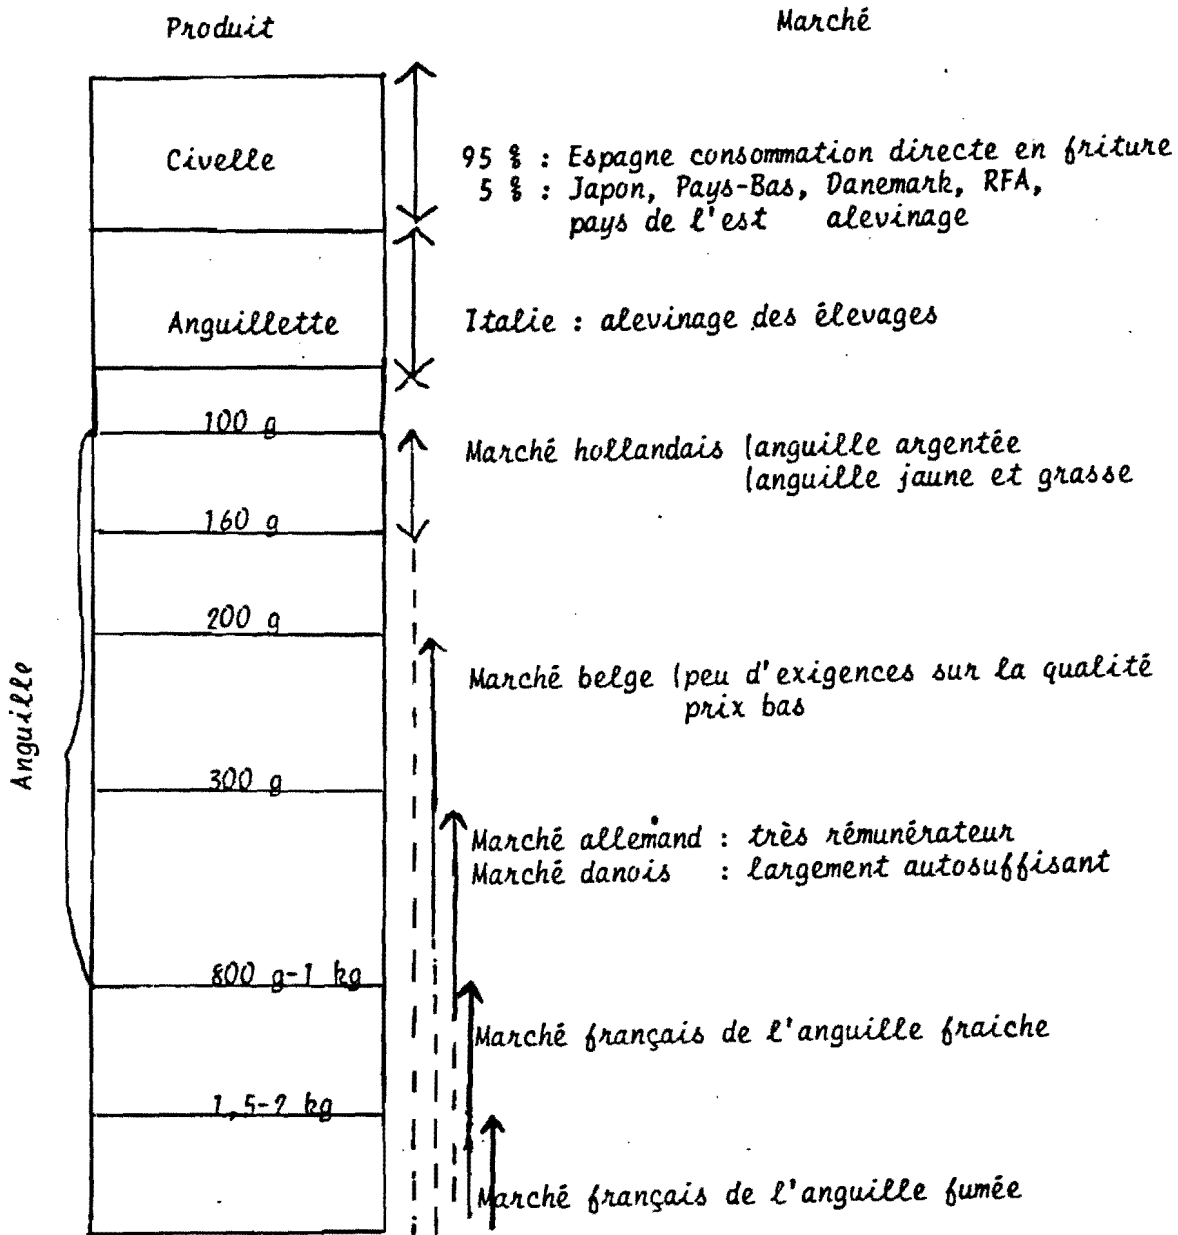 Produit
Marché
Civelle
95 % : Espagne consommation directe en friture
5 % : Japon, Pays-Bas, Danemark, RFA,
pays de l'est alevinage
Anguillette
Italie : alevinage des élevages
100 g
Marché hollandais (anguille argentée
(anguille jaune et grasse
160 g
200 g
Anguille
Marché belge (peu d'exigences sur la qualité
prix bas
300 g
Marché allemand : très rémunérateur
Marché danois : largement autosuffisant
800 g-1 kg
Marché français de l'anguille fraiche
1,5-2 kg
Marché français de l'anguille fumée